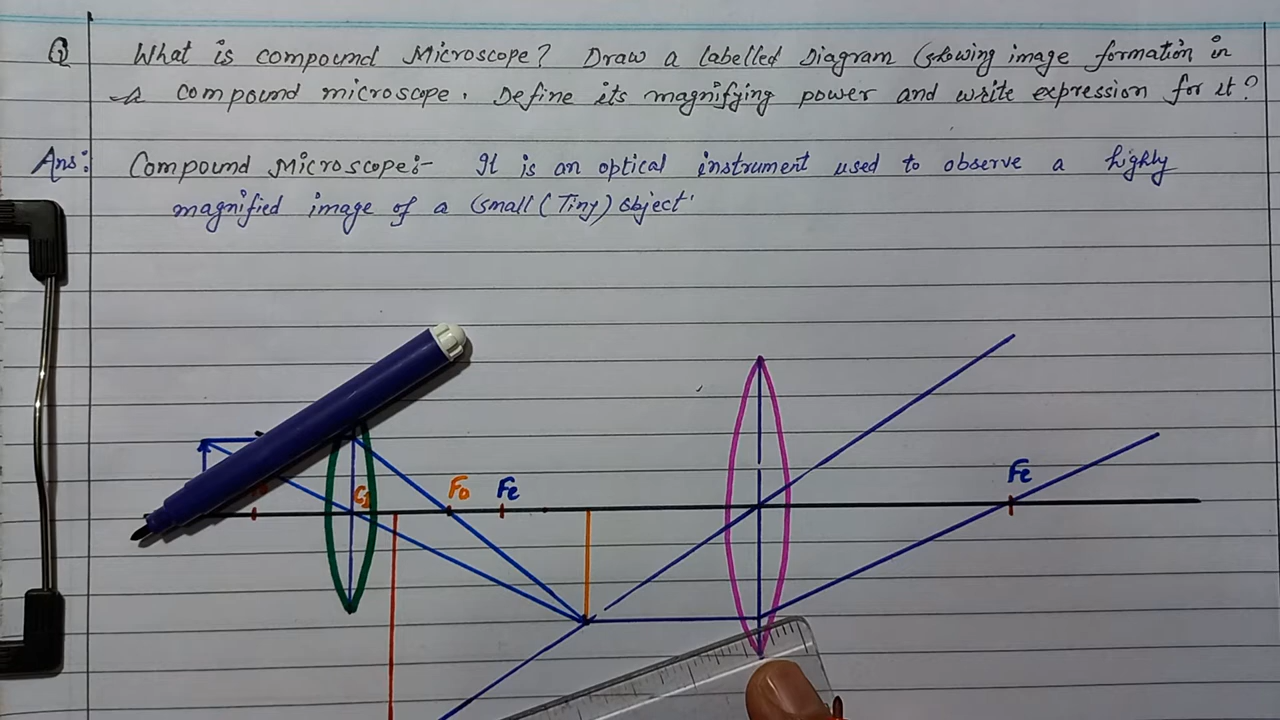 Q What is compound Microscope? Draw a labelled Diagram showing image formation in
a compound microscope. Define its magnifying power and write expression for it?
Ans: Compound Microscope:- It is an optical instrument used to observe a highly
magnified image of a small (Tiny) object.
C1 Fo Fe Fe